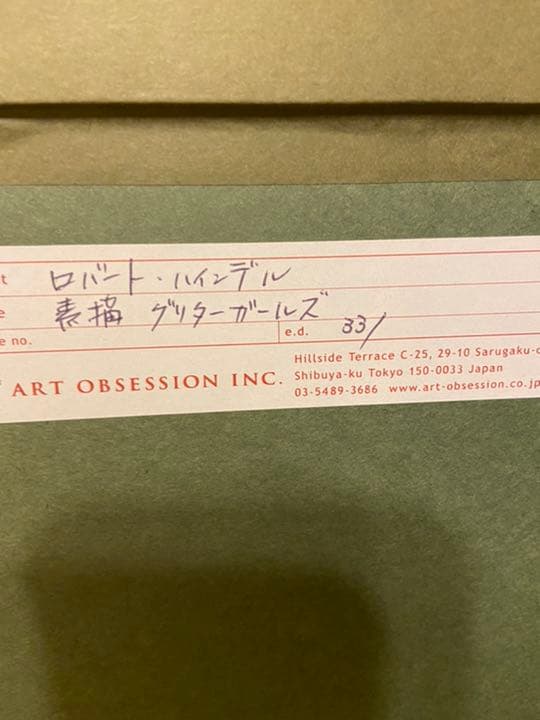 t ロバート・ハインデル
e 素描 グリターガールズ
e no. e.d. 33/
ART OBSESSION INC.
Hillside Terrace C-25, 29-10 Sarugaku-c
Shibuya-ku Tokyo 150-0033 Japan
03-5489-3686 www.art-obsession.co.jp